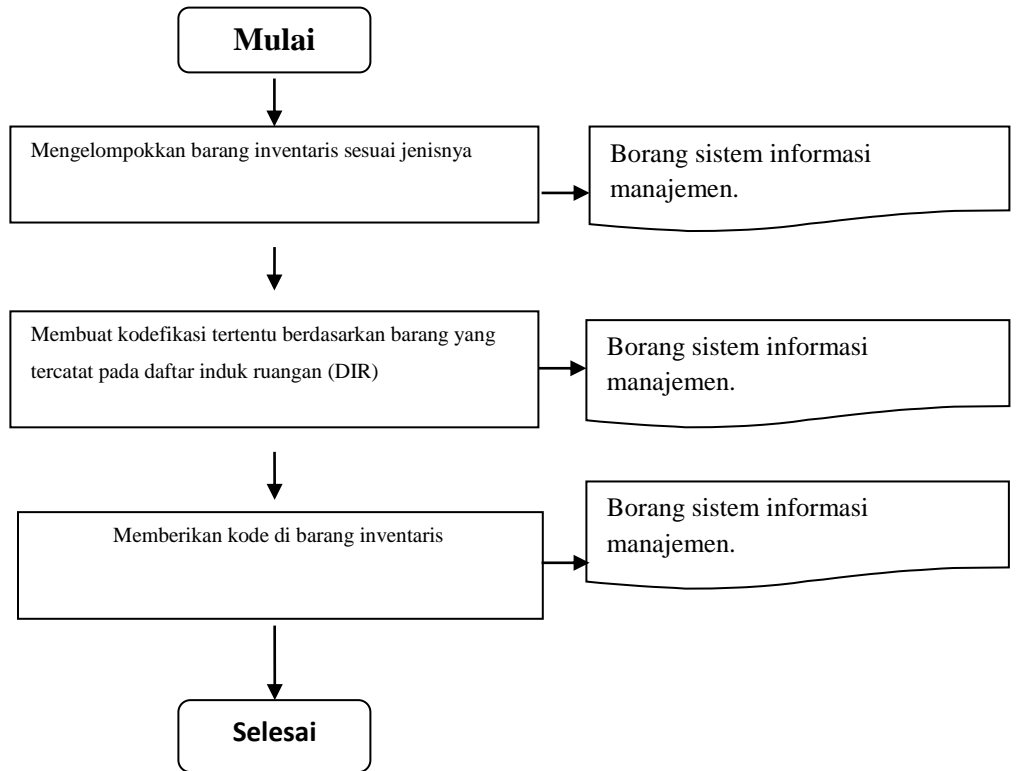 Mulai
Mengelompokkan barang inventaris sesuai jenisnya
Borang sistem informasi
manajemen.
Membuat kodefikasi tertentu berdasarkan barang yang
tercatat pada daftar induk ruangan (DIR)
Borang sistem informasi
manajemen.
Memberikan kode di barang inventaris
Borang sistem informasi
manajemen.
Selesai